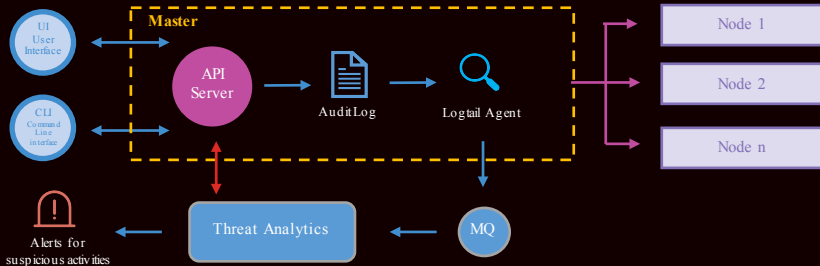 UI
User
Interface
Master
API
Server
AuditLog
Logtail Agent
Node 1
Node 2
Node n
CLI
Command
Line
interface
Alerts for
suspicious activities
Threat Analytics
MQ